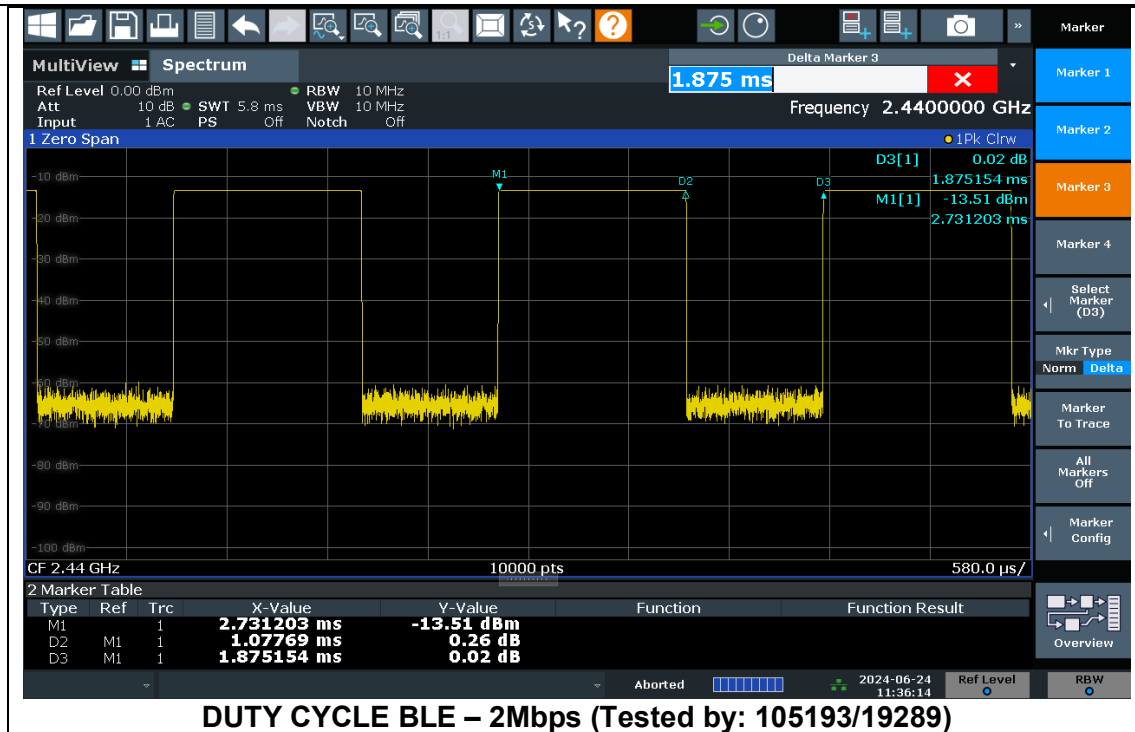 1:1
?
?
»
Marker
MultiView Spectrum
Delta Marker 3
1.875 ms
Ref Level 0.00 dBm RBW 10 MHz
Att 10 dB SWT 5.8 ms VBW 10 MHz
Input 1 AC PS Off Notch Off
Frequency 2.4400000 GHz
1 Zero Span 1Pk Clrw
D3[1] 0.02 dB
1.875154 ms
M1[1] -13.51 dBm
2.731203 ms
M1
D2
D3
-10 dBm
-20 dBm
-30 dBm
-40 dBm
-50 dBm
-60 dBm
-70 dBm
-80 dBm
-90 dBm
-100 dBm
CF 2.44 GHz 10000 pts 580.0 µs/
2 Marker Table
Type Ref Trc X-Value Y-Value Function Function Result
M1 1 2.731203 ms -13.51 dBm
D2 M1 1 1.07769 ms 0.26 dB
D3 M1 1 1.875154 ms 0.02 dB
Aborted 2024-06-24
11:36:14
Ref Level
RBW
Marker 1
Marker 2
Marker 3
Marker 4
Select
Marker
(D3)
Mkr Type
Norm Delta
Marker
To Trace
All
Markers
Off
Marker
Config
Overview
DUTY CYCLE BLE – 2Mbps (Tested by: 105193/19289)